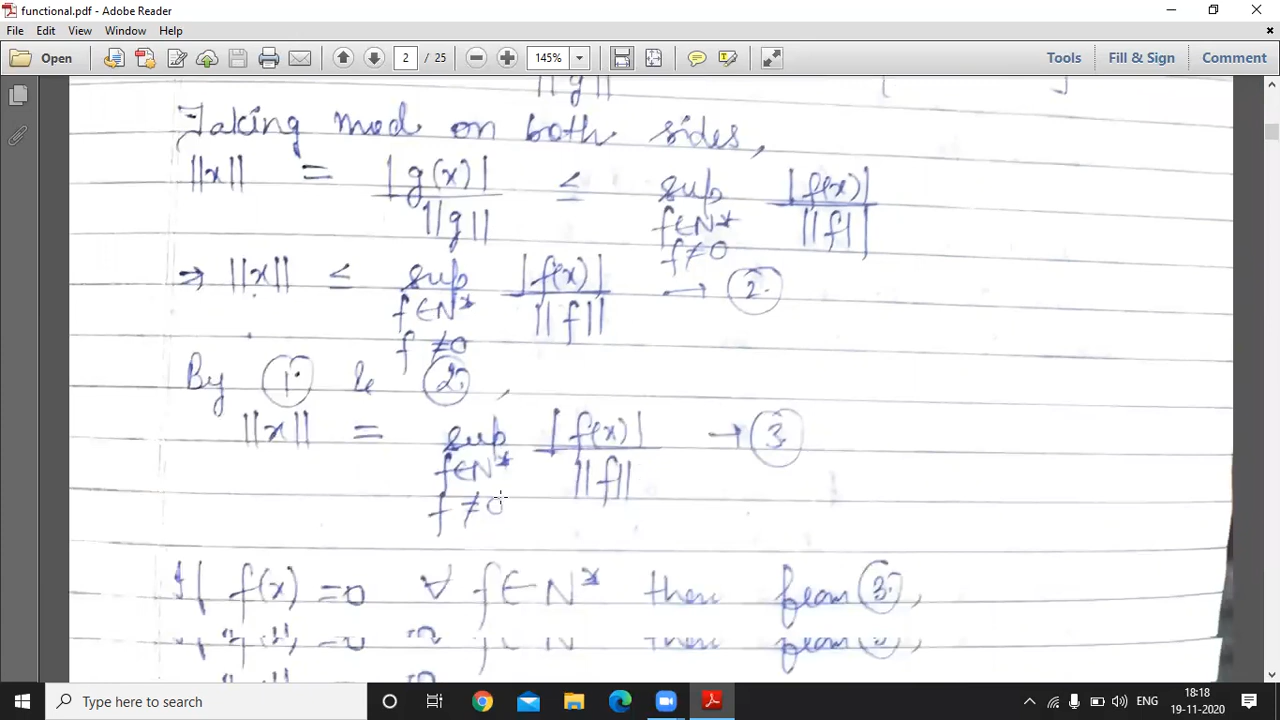 functional.pdf - Adobe Reader
File Edit View Window Help
Open 2 / 25 145% Tools Fill & Sign Comment
||g||
Taking mod on both sides,
||x|| = |g(x)| / ||g|| ≤ sup f∈N* f≠0 |f(x)| / ||f||
⇒ ||x|| ≤ sup f∈N* f≠0 |f(x)| / ||f|| → 2.
By 1. & 2.,
||x|| = sup f∈N* f≠0 |f(x)| / ||f|| → 3
If f(x) =0 ∀ f∈N* then from 3.,
Type here to search
ENG
18:18
19-11-2020